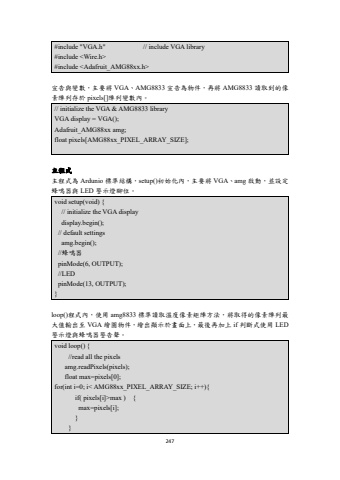 #include "VGA.h" // include VGA library
#include <Wire.h>
#include <Adafruit_AMG88xx.h>
宣告與變數，主要將 VGA、AMG8833 宣告為物件，再將 AMG8833 讀取到的像
素陣列存於 pixels[]陣列變數內。
// initialize the VGA & AMG8833 library
VGA display = VGA();
Adafruit_AMG88xx amg;
float pixels[AMG88xx_PIXEL_ARRAY_SIZE];
主程式
主程式為 Arduino 標準結構，setup()初始化內，主要將 VGA、amg 啟動，並設定
蜂鳴器與 LED 警示燈腳位。
void setup(void) {
// initialize the VGA display
display.begin();
// default settings
amg.begin();
//蜂鳴器
pinMode(6, OUTPUT);
//LED
pinMode(13, OUTPUT);
}
loop()程式內，使用 amg8833 標準讀取溫度像素矩陣方法，將取得的像素陣列最
大值輸出至 VGA 繪圖物件，繪出顯示於畫面上，最後再加上 if 判斷式使用 LED
警示燈與蜂鳴器警告聲。
void loop() {
//read all the pixels
amg.readPixels(pixels);
float max=pixels[0];
for(int i=0; i< AMG88xx_PIXEL_ARRAY_SIZE; i++){
if( pixels[i]>max ) {
max=pixels[i];
}
}
247